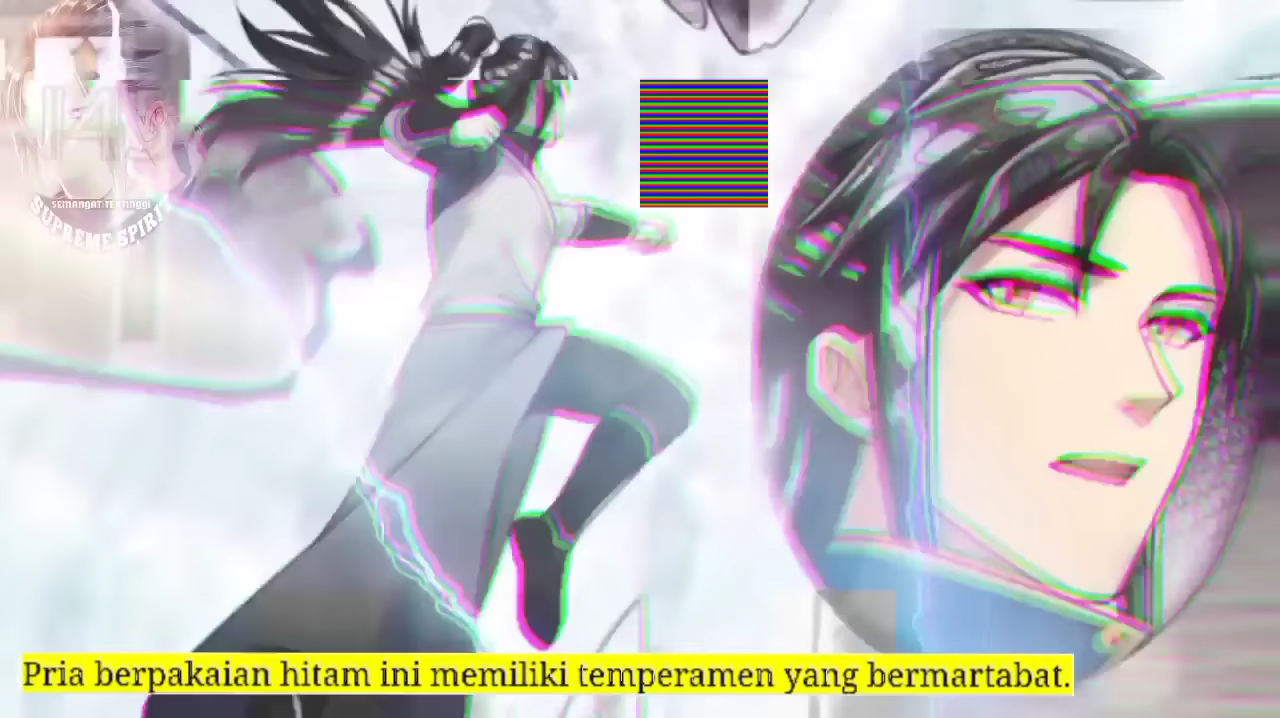 SEMANGAT TERTINGGI
SUPREME SPIRIT
Pria berpakaian hitam ini memiliki temperamen yang bermartabat.